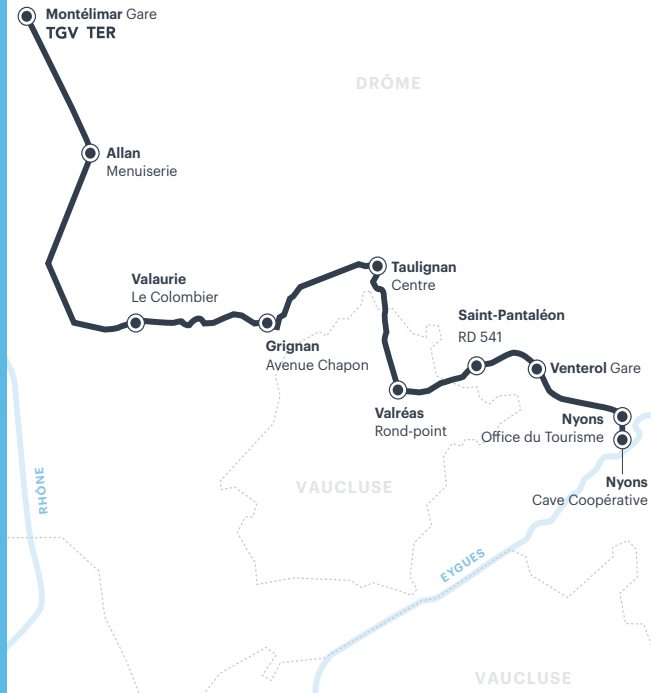 Montélimar Gare
TGV TER
DRÔME
Allan
Menuiserie
Valaurie
Le Colombier
Taulignan
Centre
Grignan
Avenue Chapon
Saint-Pantaléon
RD 541
Venterol Gare
Valréas
Rond-point
Nyons
Office du Tourisme
Nyons
Cave Coopérative
VAUCLUSE
RHÔNE
EYGUES
VAUCLUSE